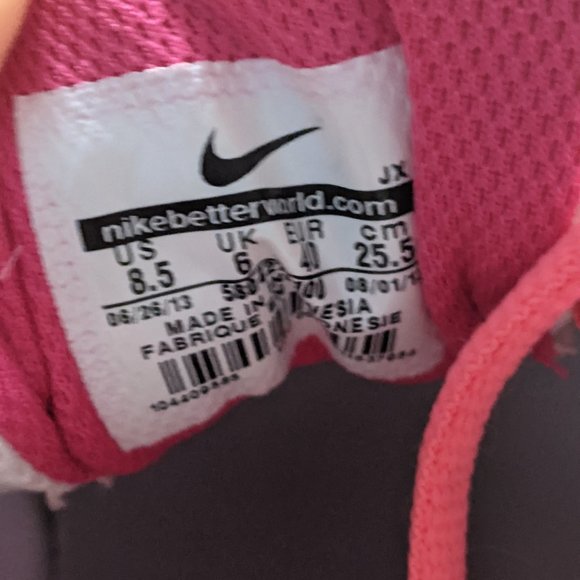 JX
nikebetterworld.com
US UK EUR cm
8.5 6 40 25.5
06/26/13 08/01/1
MADE IN ESIA
FABRIQUE NESIE